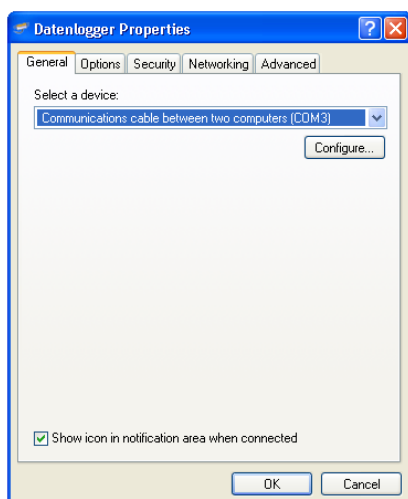 Datenlogger Properties
General Options Security Networking Advanced
Select a device:
Communications cable between two computers (COM3)
Configure...
Show icon in notification area when connected
OK Cancel